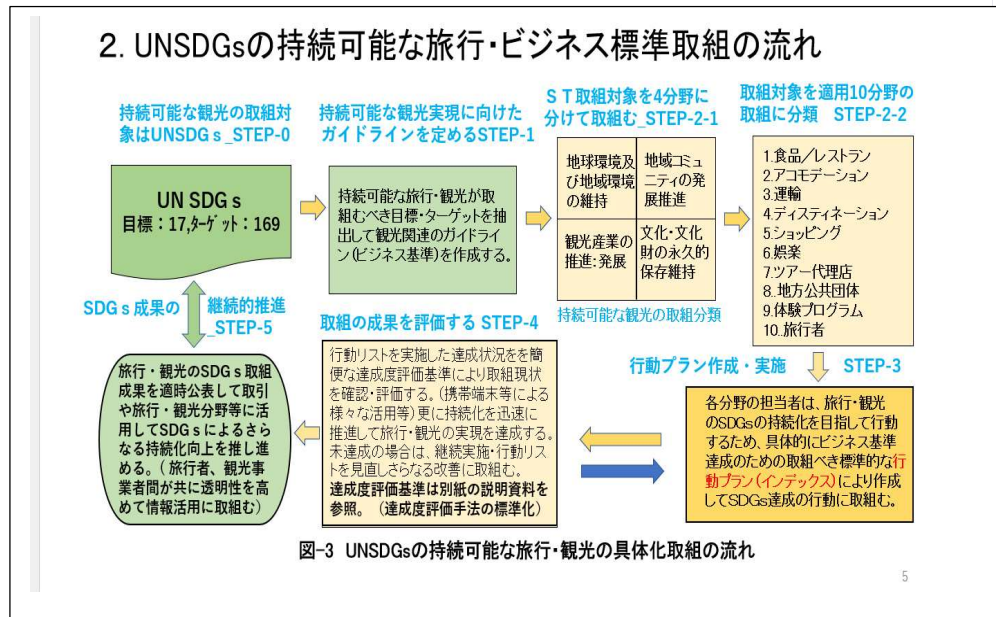 2. UNSDGsの持続可能な旅行・ビジネス標準取組の流れ
持続可能な観光の取組対
象はUNSDGs_STEP-0
UN SDGs
目標：17,ﾀｰｹﾞｯﾄ：169
持続可能な観光実現に向けた
ガイドラインを定めるSTEP-1
持続可能な旅行・観光が取
組むべき目標・ターゲットを抽
出して観光関連のガイドライ
ン(ビジネス基準)を作成する。
ＳＴ取組対象を4分野に
分けて取組む_STEP-2-1
地球環境及
び地域環境
の維持
地域コミュ
ニティの発
展推進
観光産業の
推進:発展
文化・文化
財の永久的
保存維持
持続可能な観光の取組分類
取組対象を適用10分野の
取組に分類 STEP-2-2
1.食品／レストラン
2.アコモデーション
3.運輸
4.ディスティネーション
5.ショッピング
6.娯楽
7.ツアー代理店
8..地方公共団体
9.体験プログラム
10..旅行者
行動プラン作成・実施 STEP-3
各分野の担当者は、旅行・観光
のSDGsの持続化を目指して行動
するため、具体的にビジネス基準
達成のための取組べき標準的な行
動プラン(インデックス)により作成
してSDGs達成の行動に取組む。
取組の成果を評価する STEP-4
行動リストを実施した達成状況をを簡
便な達成度評価基準により取組現状
を確認・評価する。(携帯端末等による
様々な活用等) 更に持続化を迅速に
推進して旅行・観光の実現を達成する。
未達成の場合は、継続実施・行動リス
トを見直しさらなる改善に取組む。
達成度評価基準は別紙の説明資料を
参照。 (達成度評価手法の標準化)
SDGs成果の 継続的推進
_STEP-5
旅行・観光のSDGs取組
成果を適時公表して取引
や旅行・観光分野等に活
用してSDGsによるさら
なる持続化向上を推し進
める。( 旅行者、観光事
業者間が共に透明性を高
めて情報活用に取組む)
図-3 UNSDGsの持続可能な旅行・観光の具体化取組の流れ
5